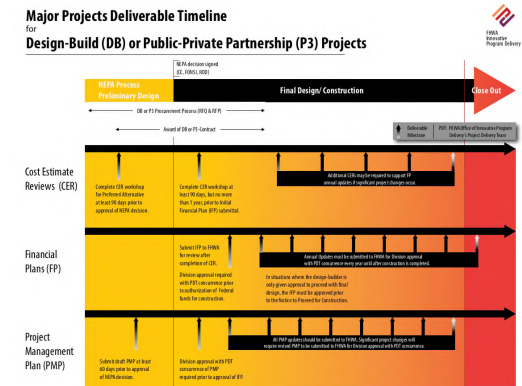 Major Projects Deliverable Timeline
for
Design-Build (DB) or Public-Private Partnership (P3) Projects
FHWA
Innovative
Program Delivery
NEPA decision signed
(CE, FONSI, ROD)
NEPA Process
Preliminary Design
Final Design/ Construction
Close Out
DB or P3 Procurement Process (RFQ & RFP)
Award of DB or P3-Contract
Deliverable
Milestone
PDT: FHWA Office of Innovative Program
Delivery's Project Delivery Team
Cost Estimate
Reviews (CER)
Complete CER workshop
for Preferred Alternative
at least 90 days prior to
approval of NEPA decision.
Complete CER workshop at
least 90 days, but no more
than 1 year, prior to Initial
Financial Plan (IFP) submittal.
Additional CERs may be required to support FP
annual updates if significant project changes occur.
Financial
Plans (FP)
Submit IFP to FHWA
for review after
completion of CER.
Division approval required
with PDT concurrence prior
to authorization of Federal
funds for construction.
Annual Updates must be submitted to FHWA for Division approval
with PDT concurrence every year until after construction is completed.
In situations where the design-builder is
only given approval to proceed with final
design, the IFP must be approved prior
to the Notice to Proceed for Construction.
Project
Management
Plan (PMP)
Submit draft PMP at least
60 days prior to approval
of NEPA decision.
Division approval with PDT
concurrence of PMP
required prior to approval of IFP.
All PMP updates should be submitted to FHWA. Significant project changes will
require revised PMP to be submitted to FHWA for Division approval with PDT concurrence.